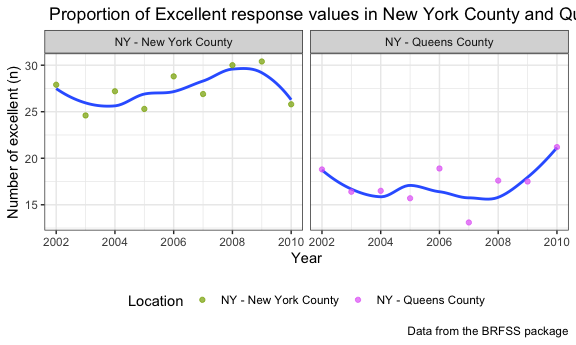 Proportion of Excellent response values in New York County and Qu
NY - New York County NY - Queens County
Number of excellent (n)
30
25
20
15
2002 2004 2006 2008 2010 2002 2004 2006 2008 2010
Year
Location NY - New York County NY - Queens County
Data from the BRFSS package